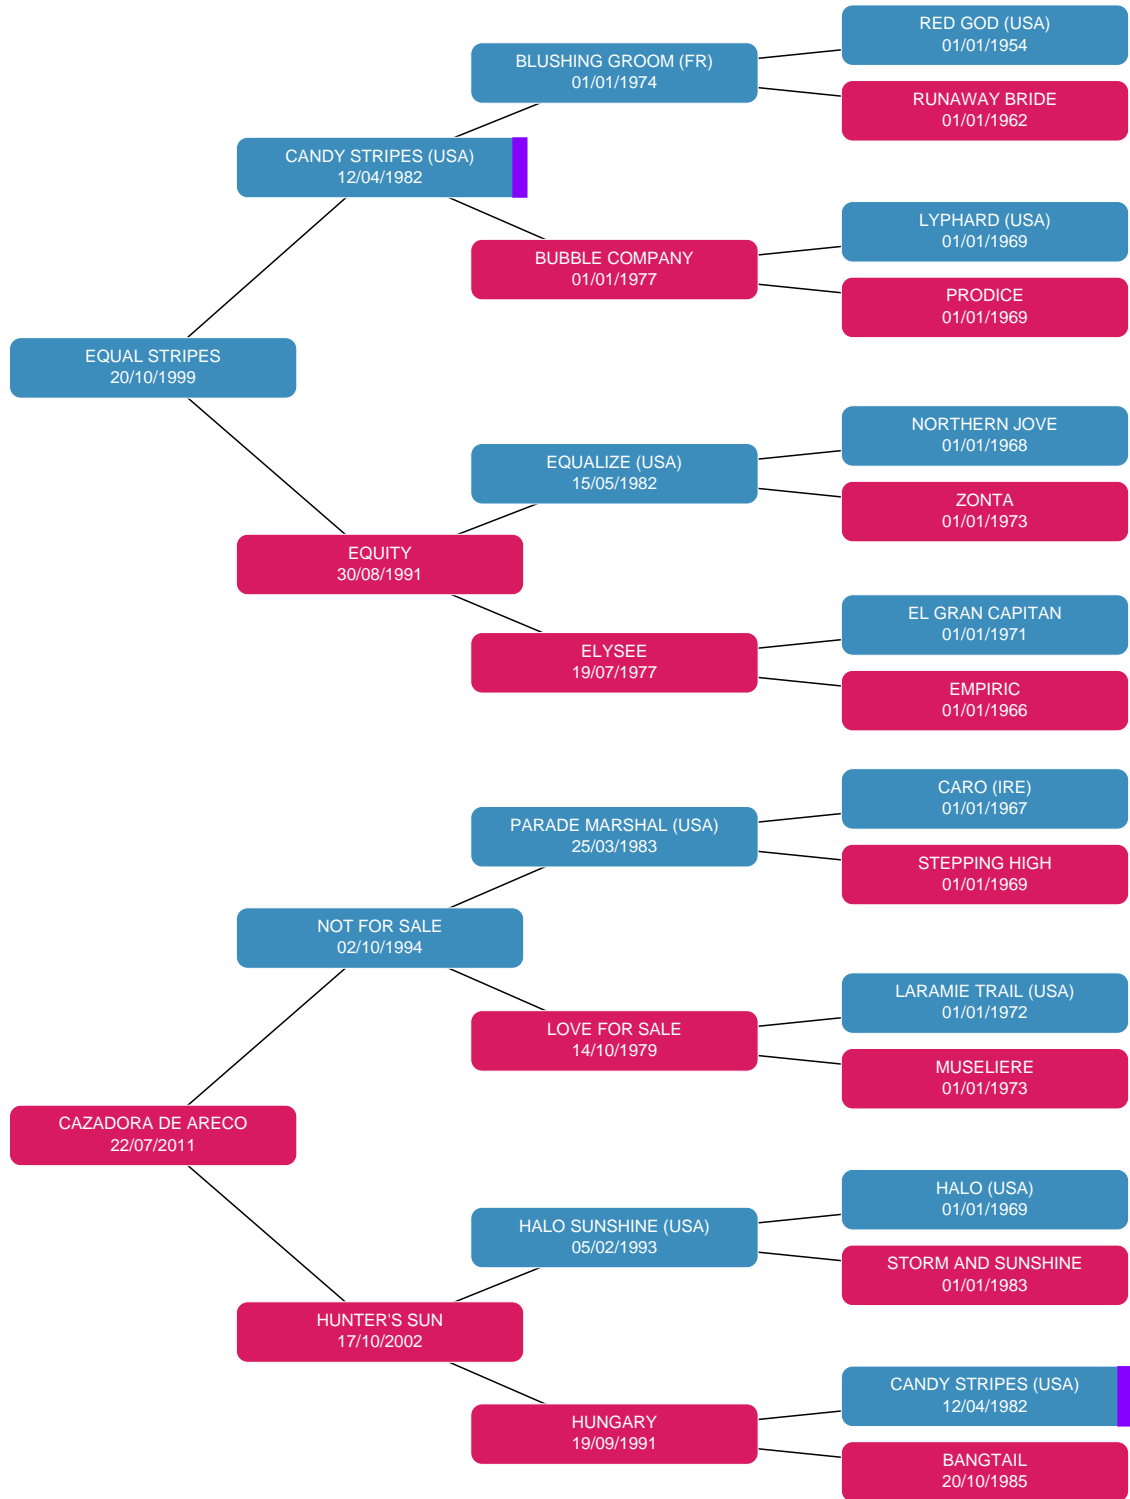 RED GOD (USA)
01/01/1954
BLUSHING GROOM (FR)
01/01/1974
RUNAWAY BRIDE
01/01/1962
CANDY STRIPES (USA)
12/04/1982
LYPHARD (USA)
01/01/1969
BUBBLE COMPANY
01/01/1977
PRODICE
01/01/1969
EQUAL STRIPES
20/10/1999
NORTHERN JOVE
01/01/1968
EQUALIZE (USA)
15/05/1982
ZONTA
01/01/1973
EQUITY
30/08/1991
EL GRAN CAPITAN
01/01/1971
ELYSEE
19/07/1977
EMPIRIC
01/01/1966
CARO (IRE)
01/01/1967
PARADE MARSHAL (USA)
25/03/1983
STEPPING HIGH
01/01/1969
NOT FOR SALE
02/10/1994
LARAMIE TRAIL (USA)
01/01/1972
LOVE FOR SALE
14/10/1979
MUSELIERE
01/01/1973
CAZADORA DE ARECO
22/07/2011
HALO (USA)
01/01/1969
HALO SUNSHINE (USA)
05/02/1993
STORM AND SUNSHINE
01/01/1983
HUNTER'S SUN
17/10/2002
CANDY STRIPES (USA)
12/04/1982
HUNGARY
19/09/1991
BANGTAIL
20/10/1985